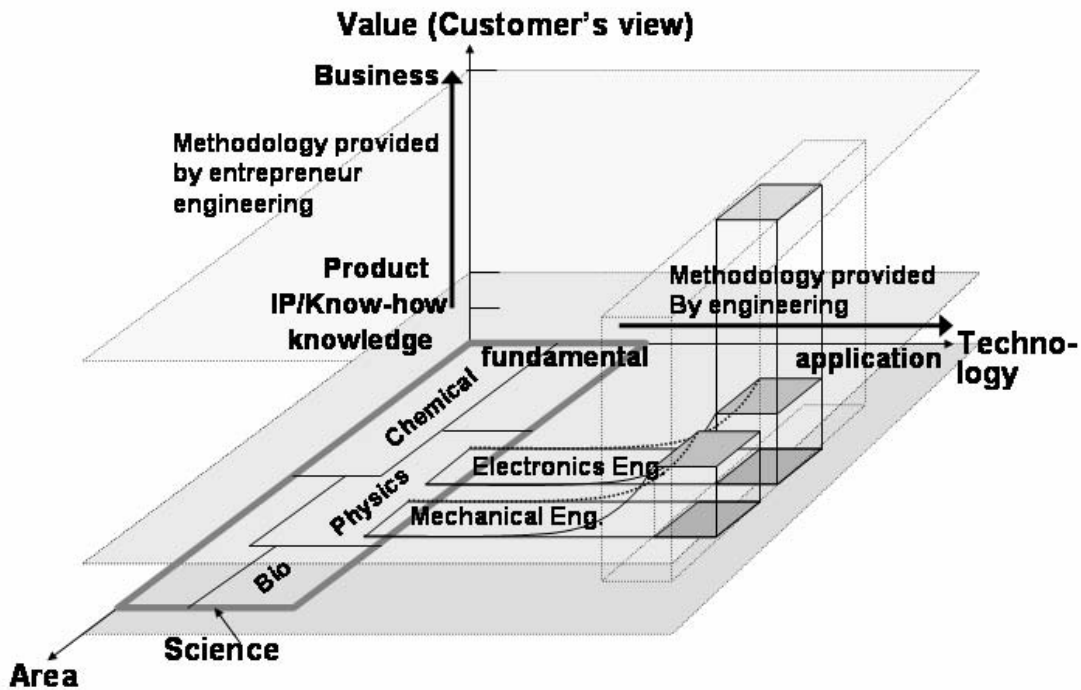 Value (Customer's view)
Business
Methodology provided
by entrepreneur
engineering
Product
IP/Know-how
knowledge
Methodology provided
By engineering
fundamental
application
Techno-
logy
Chemical
Physics
Bio
Electronics Eng.
Mechanical Eng.
Science
Area